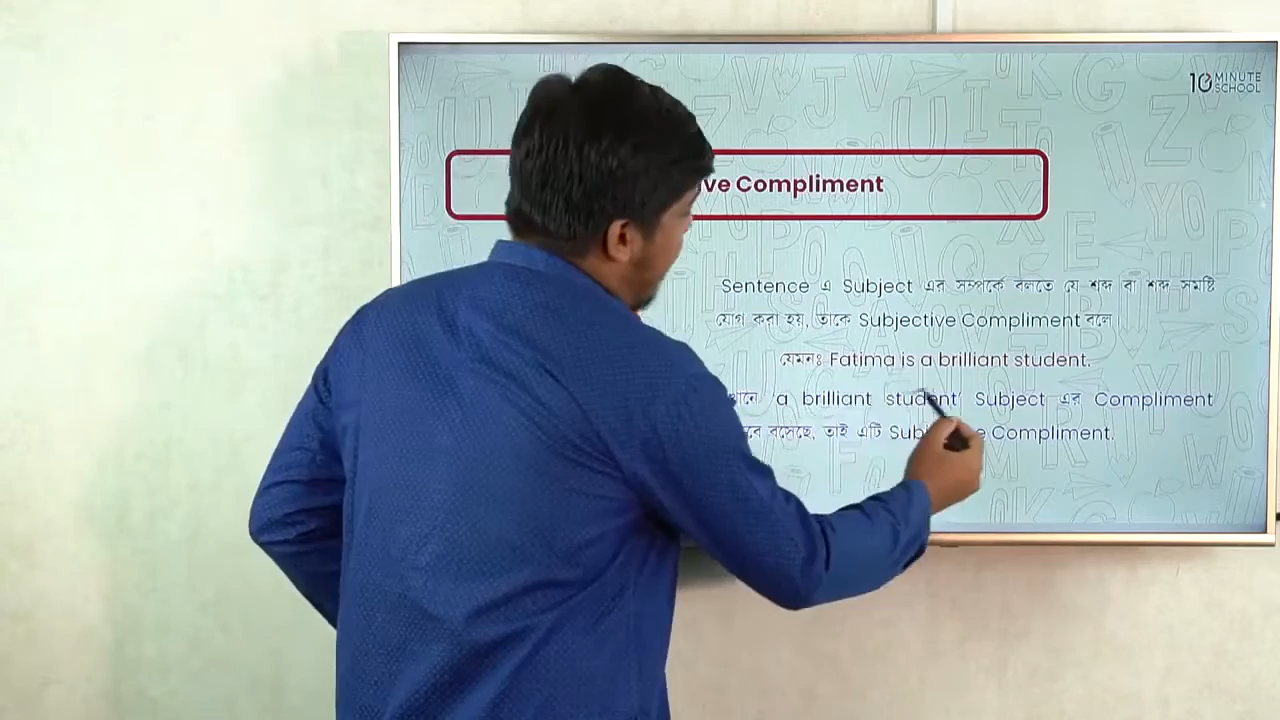 10 MINUTE
SCHOOL
ve Compliment
Sentence এ Subject এর সম্পর্কে বলতে যে শব্দ বা শব্দ সমষ্টি
যোগ করা হয়, তাকে Subjective Compliment বলে
যেমনঃ Fatima is a brilliant student.
'a brilliant student' Subject এর Compliment
বসেছে, তাই এটি Compliment.